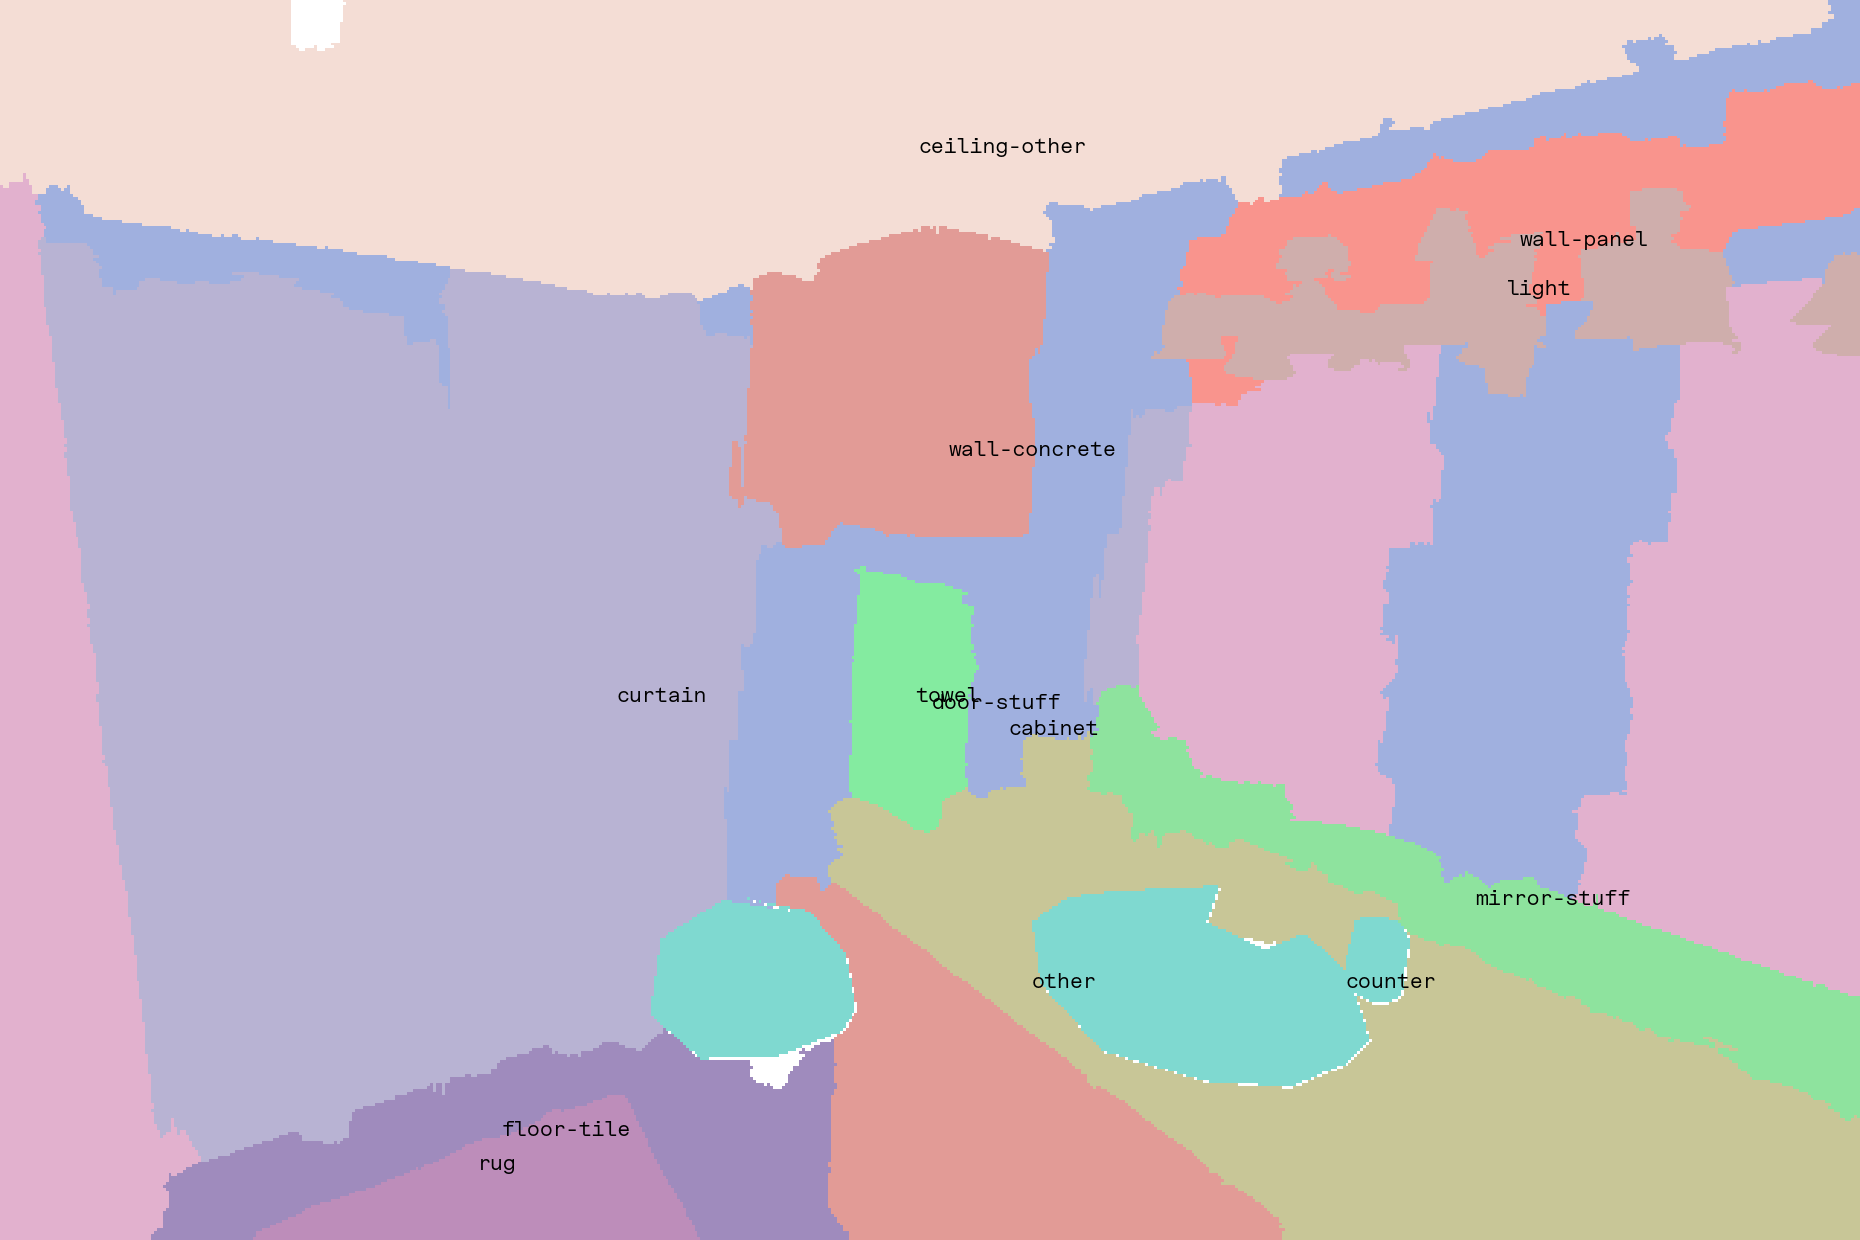 ceiling-other
wall-panel
light
wall-concrete
curtain
towel
door-stuff
cabinet
mirror-stuff
other
counter
floor-tile
rug